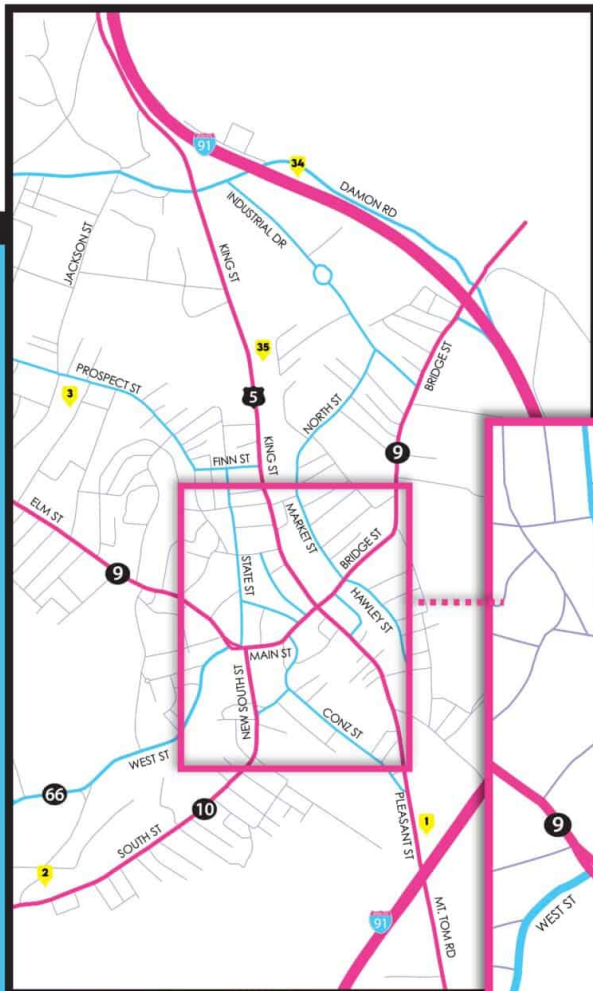 91
34
DAMON RD
INDUSTRIAL DR
JACKSON ST
KING ST
35
BRIDGE ST
PROSPECT ST
3
5
NORTH ST
9
FINN ST
KING ST
ELM ST
MARKET ST
BRIDGE ST
9
STATE ST
HAWLEY ST
MAIN ST
NEW SOUTH ST
CONZ ST
WEST ST
66
10
PLEASANT ST
1
SOUTH ST
9
2
MT. TOM RD
91
WEST ST